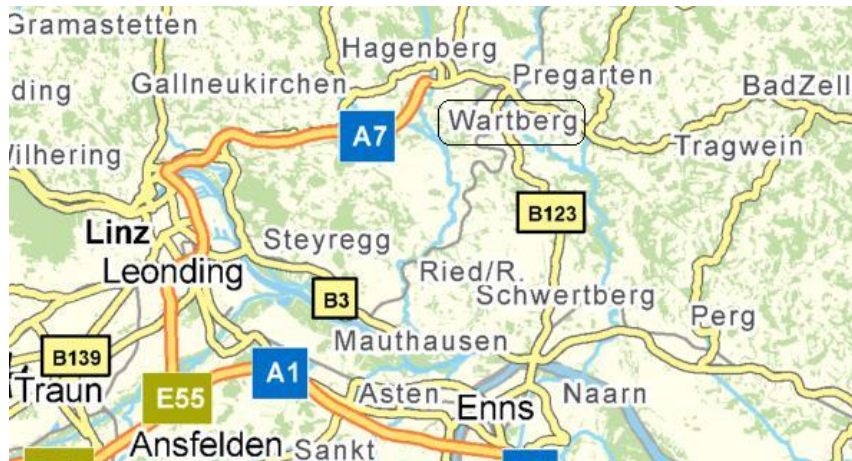 Gramastetten
Hagenberg
ding
Gallneukirchen
Pregarten
BadZell
A7
Wartberg
Wilhering
Tragwein
B123
Linz
Steyregg
Leonding
Ried/R.
B3
Schwertberg
Perg
Mauthausen
B139
A1
Traun
E55
Asten
Enns
Naarn
Ansfelden
Sankt